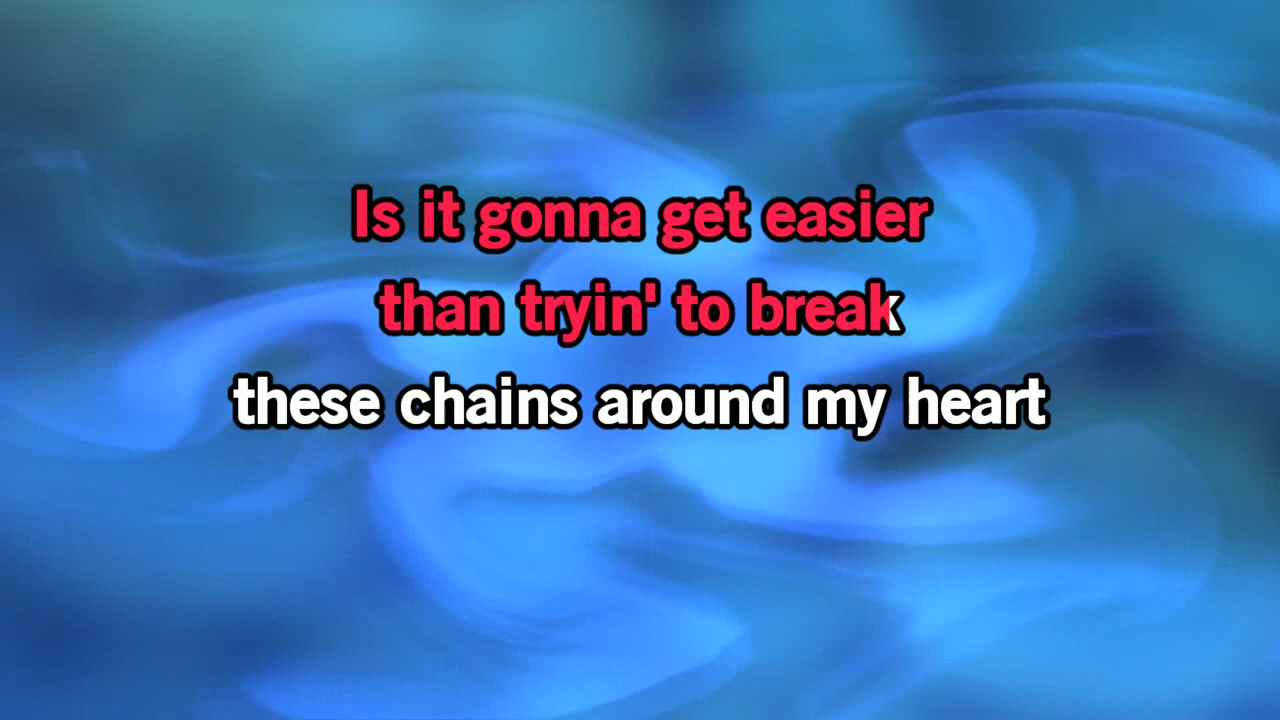 Is it gonna get easier
than tryin' to break
these chains around my heart